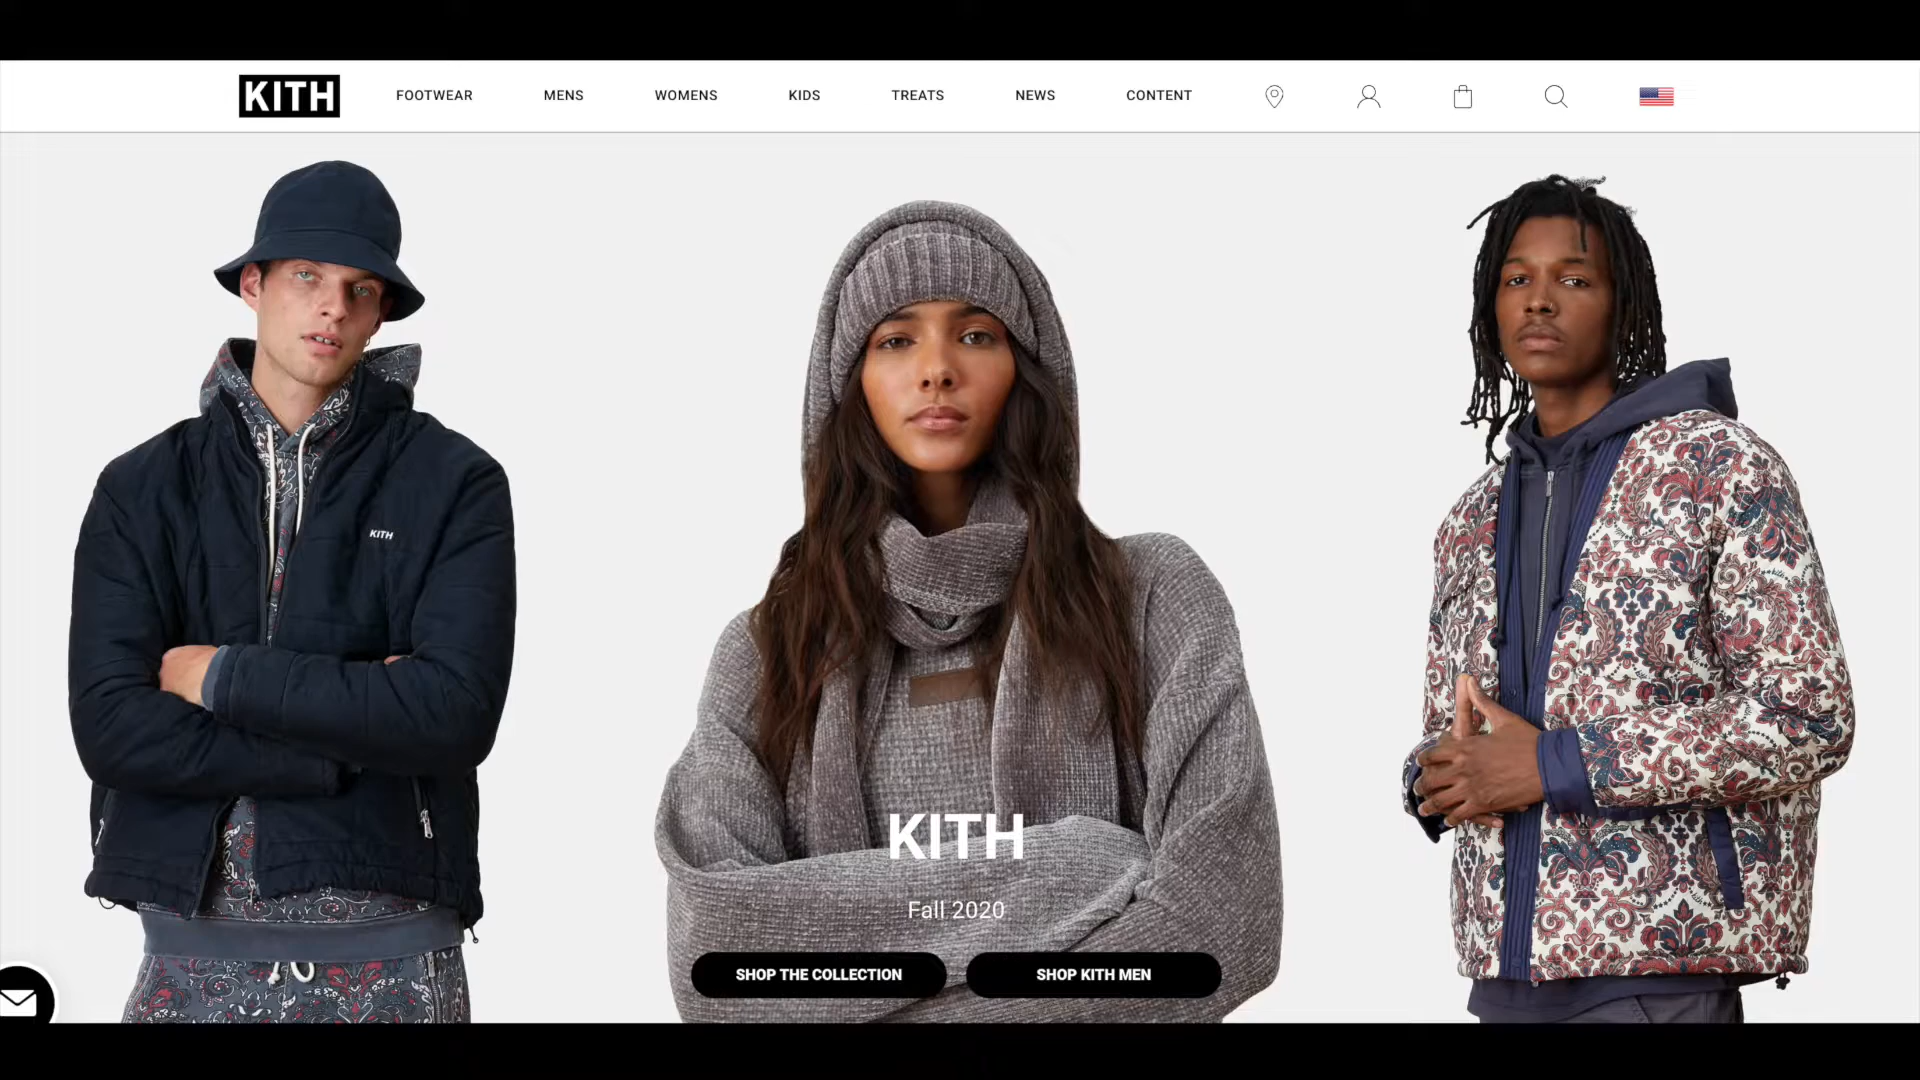 KITH
FOOTWEAR
MENS
WOMENS
KIDS
TREATS
NEWS
CONTENT
KITH
KITH
Fall 2020
SHOP THE COLLECTION
SHOP KITH MEN